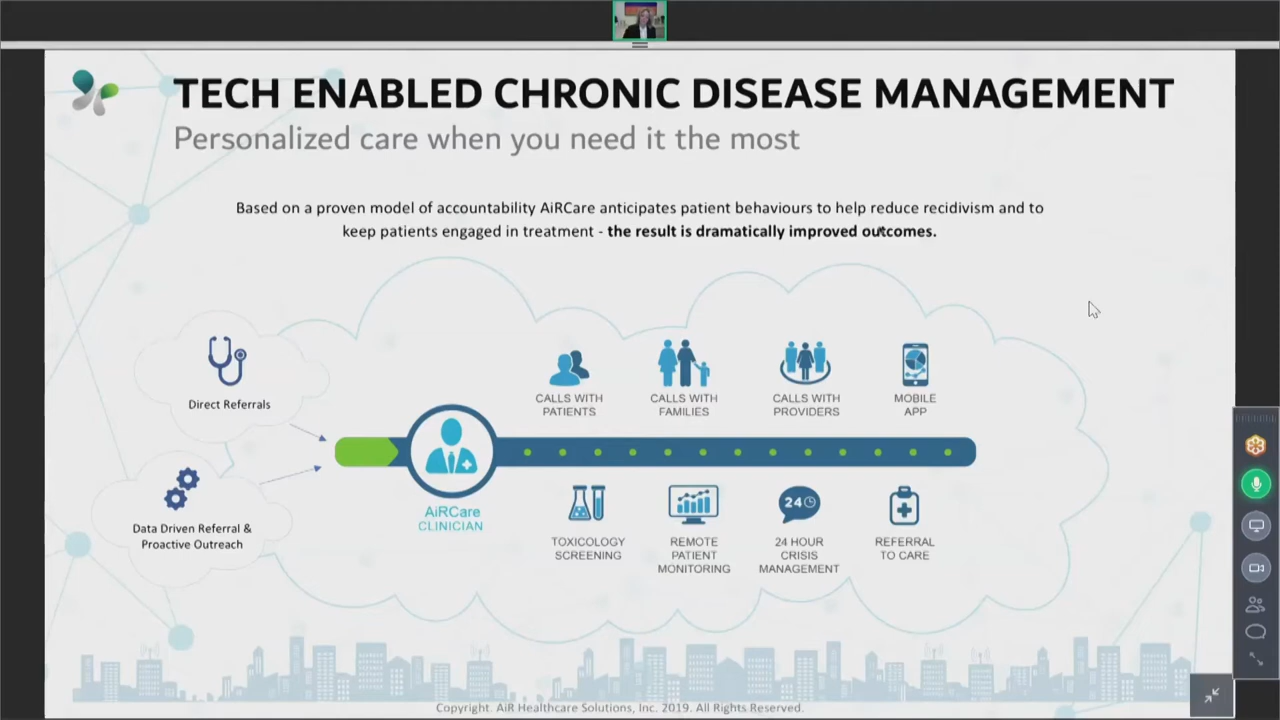 TECH ENABLED CHRONIC DISEASE MANAGEMENT
Personalized care when you need it the most
Based on a proven model of accountability AiRCare anticipates patient behaviours to help reduce recidivism and to
keep patients engaged in treatment - the result is dramatically improved outcomes.
Direct Referrals
Data Driven Referral &
Proactive Outreach
AiRCare
CLINICIAN
CALLS WITH
PATIENTS
CALLS WITH
FAMILIES
CALLS WITH
PROVIDERS
MOBILE
APP
TOXICOLOGY
SCREENING
REMOTE
PATIENT
MONITORING
24
24 HOUR
CRISIS
MANAGEMENT
REFERRAL
TO CARE
Copyright. AiR Healthcare Solutions, Inc. 2019. All Rights Reserved.